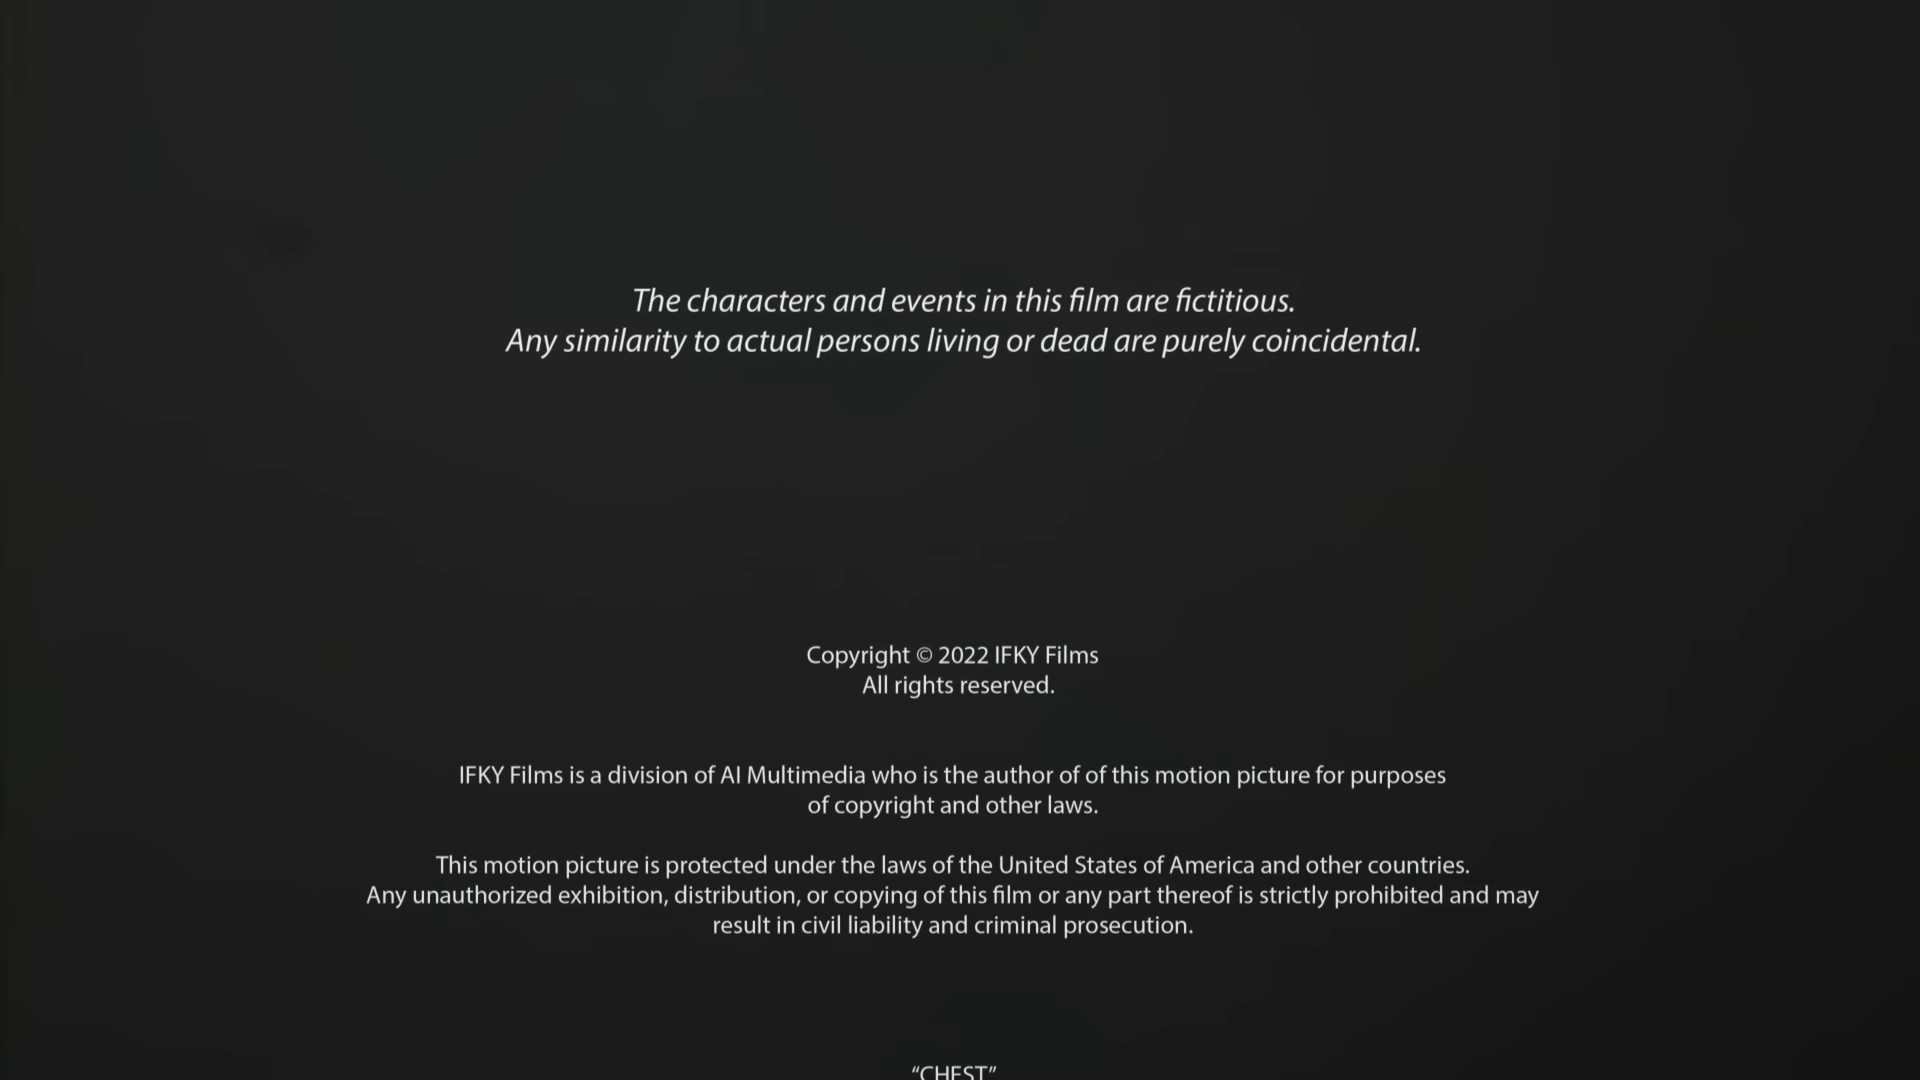 The characters and events in this film are fictitious.
Any similarity to actual persons living or dead are purely coincidental.
Copyright © 2022 IFKY Films
All rights reserved.
IFKY Films is a division of AI Multimedia who is the author of of this motion picture for purposes
of copyright and other laws.
This motion picture is protected under the laws of the United States of America and other countries.
Any unauthorized exhibition, distribution, or copying of this film or any part thereof is strictly prohibited and may
result in civil liability and criminal prosecution.
“CHEST”